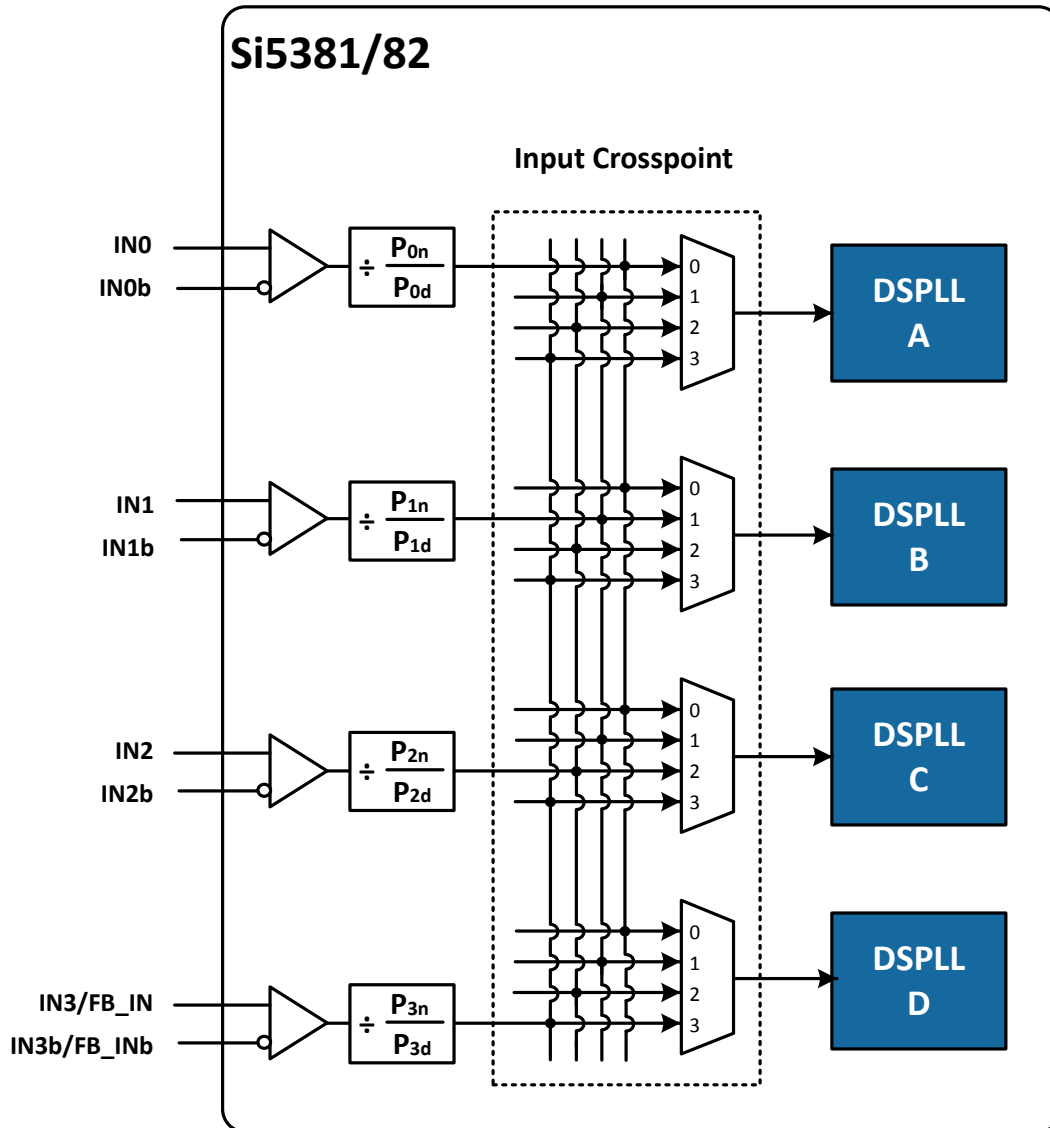 Si5381/82
Input Crosspoint
IN0
IN0b
÷ P0n
P0d
0
1
2
3
DSPLL
A
IN1
IN1b
÷ P1n
P1d
0
1
2
3
DSPLL
B
IN2
IN2b
÷ P2n
P2d
0
1
2
3
DSPLL
C
IN3/FB_IN
IN3b/FB_INb
÷ P3n
P3d
0
1
2
3
DSPLL
D